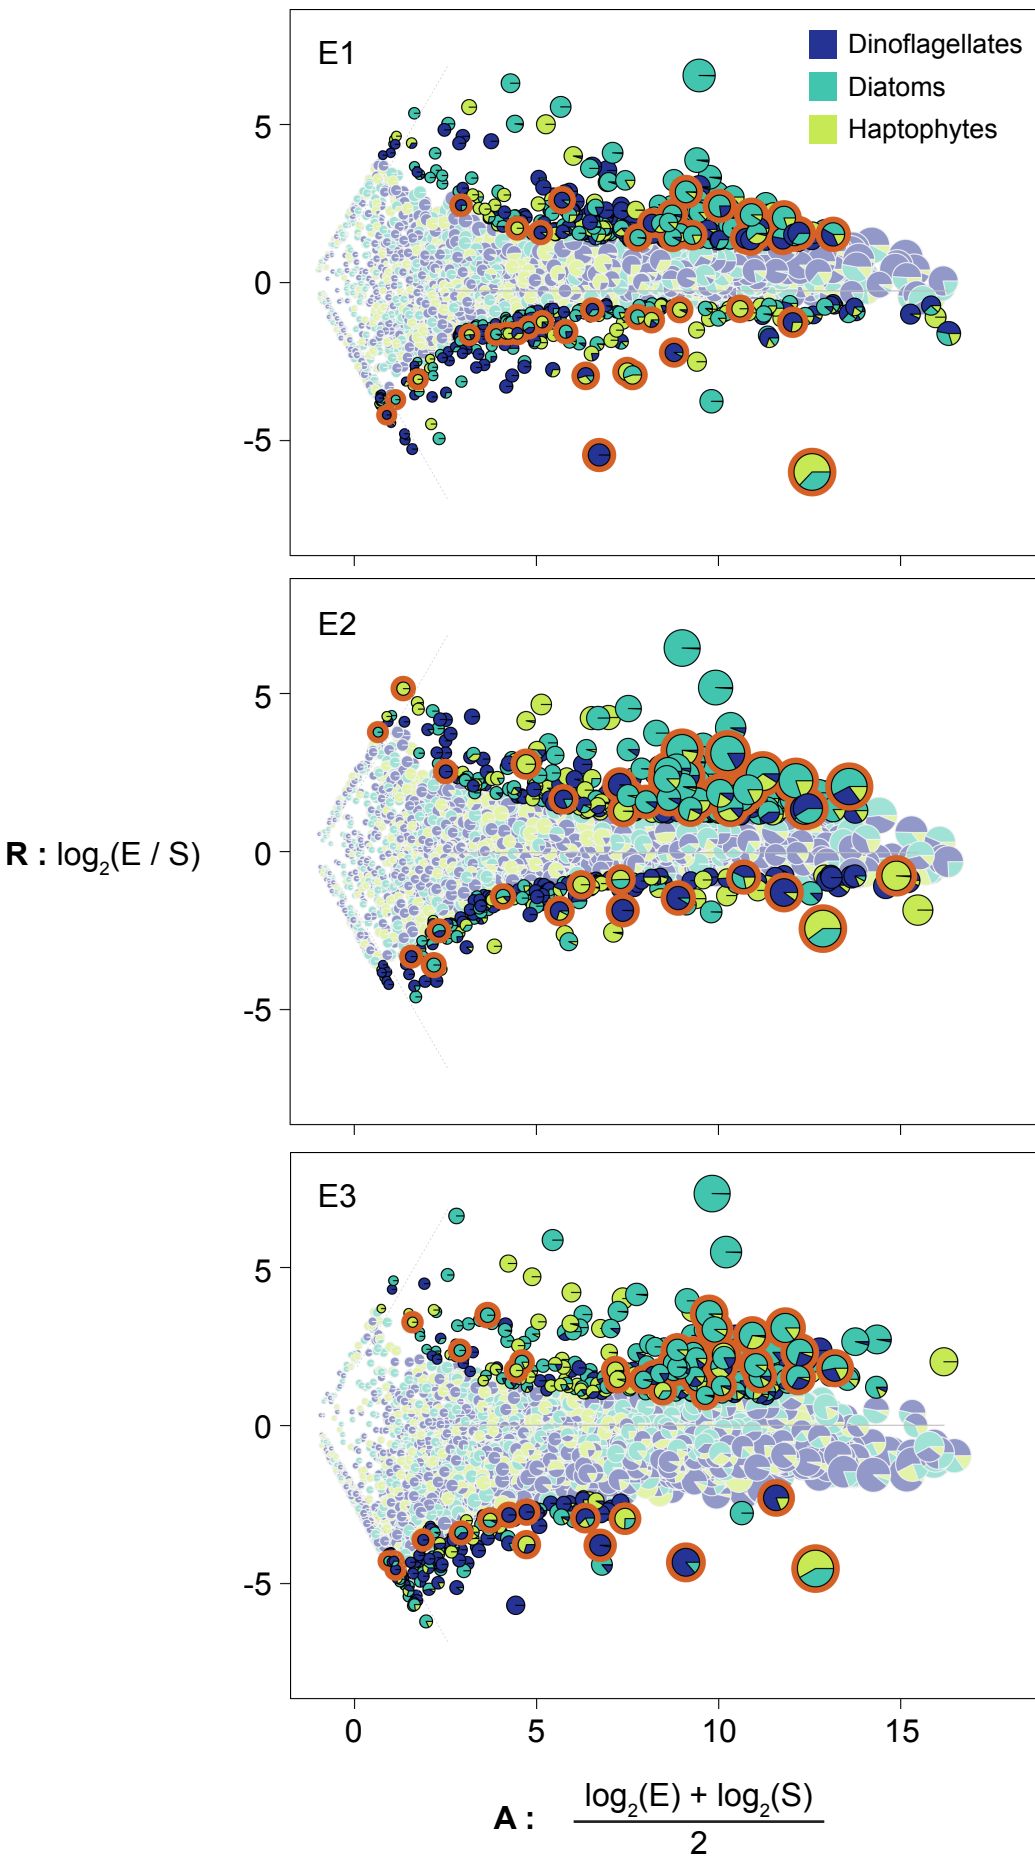 E1
Dinoflagellates
Diatoms
Haptophytes
5
0
-5
E2
5
R : log₂(E / S)
0
-5
E3
5
0
-5
0 5 10 15
A : log₂(E) + log₂(S)
2